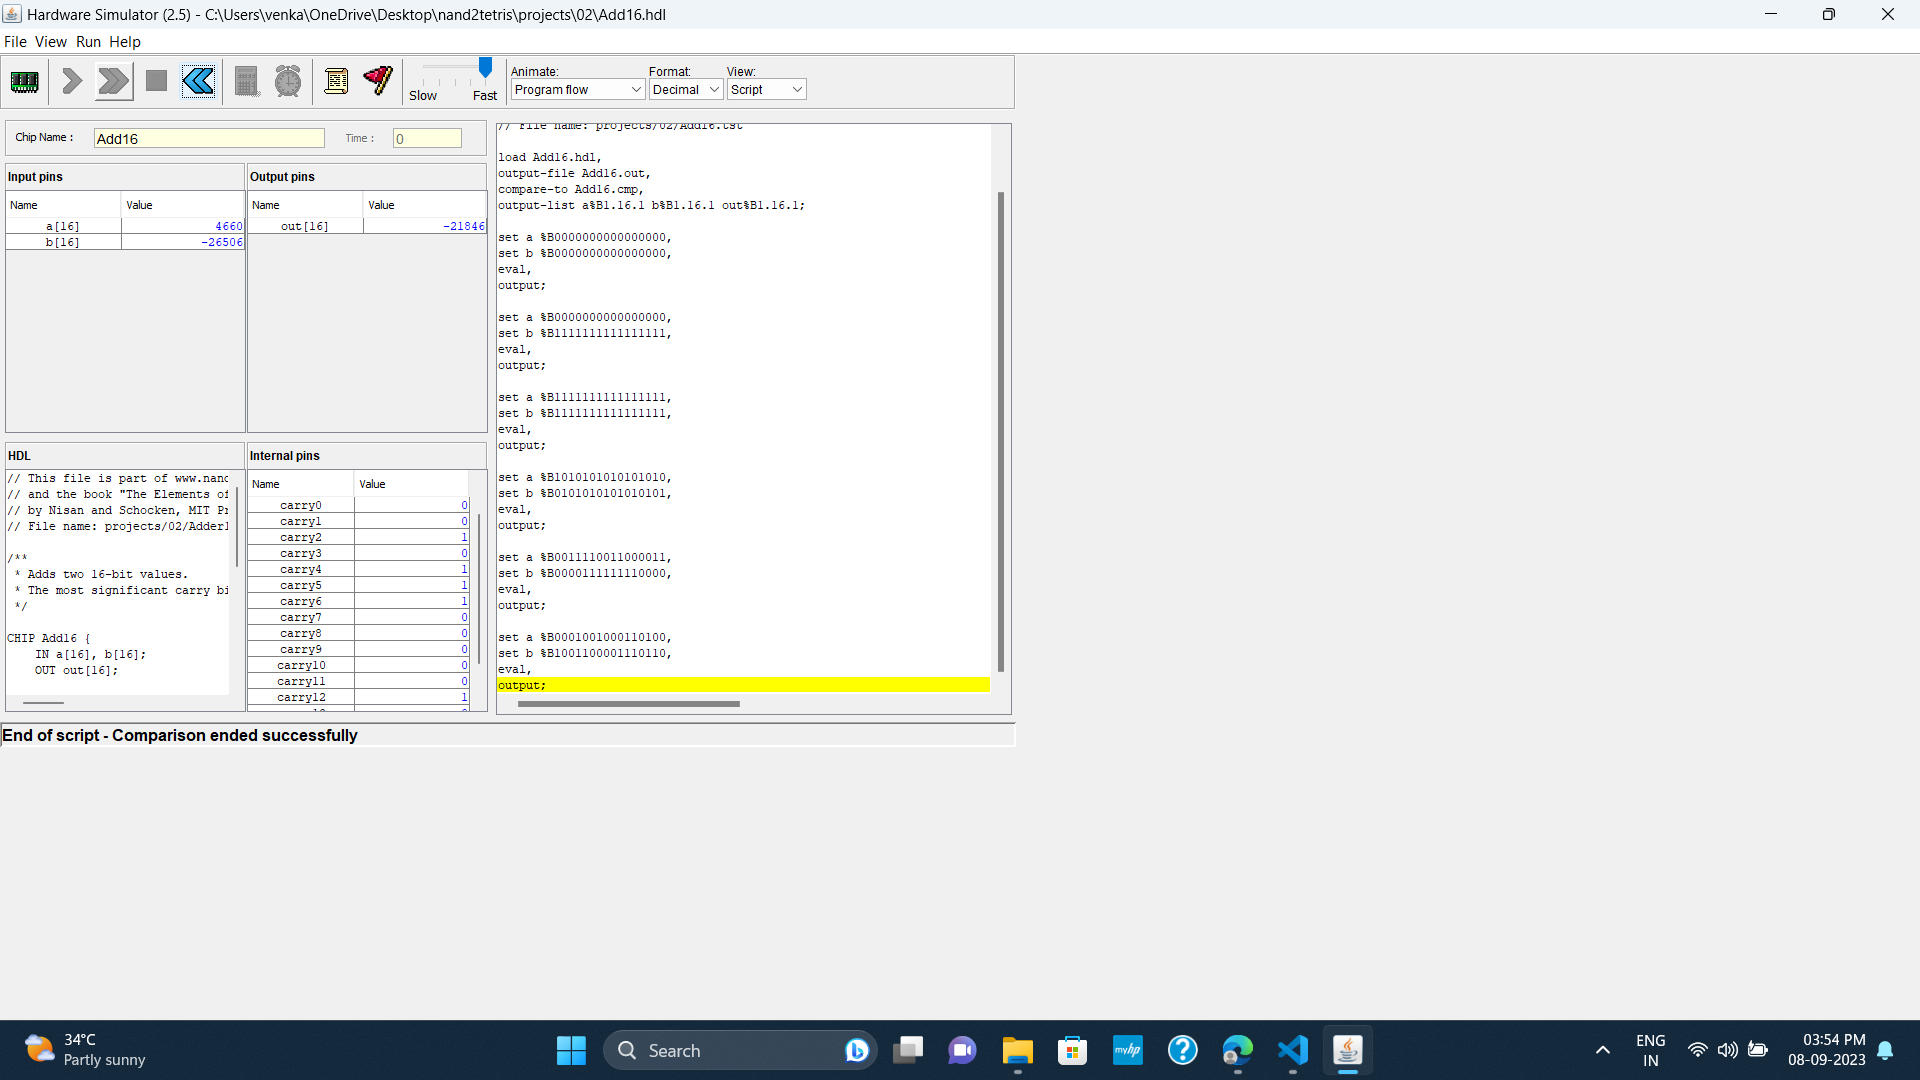 Hardware Simulator (2.5) - C:\Users\venka\OneDrive\Desktop\nand2tetris\projects\02\Add16.hdl
File View Run Help
Slow Fast
Animate: Format: View:
Program flow Decimal Script
Chip Name : Add16 Time : 0
Input pins
Name Value
a[16] 4660
b[16] -26506
Output pins
Name Value
out[16] -21846
HDL
// This file is part of www.nand
// and the book "The Elements of
// by Nisan and Schocken, MIT Pr
// File name: projects/02/Adder1
/**
* Adds two 16-bit values.
* The most significant carry bi
*/
CHIP Add16 {
IN a[16], b[16];
OUT out[16];
Internal pins
Name Value
carry0 0
carry1 0
carry2 1
carry3 0
carry4 1
carry5 1
carry6 1
carry7 0
carry8 0
carry9 0
carry10 0
carry11 0
carry12 1
// File name: projects/02/Add16.tst
load Add16.hdl,
output-file Add16.out,
compare-to Add16.cmp,
output-list a%B1.16.1 b%B1.16.1 out%B1.16.1;
set a %B0000000000000000,
set b %B0000000000000000,
eval,
output;
set a %B0000000000000000,
set b %B1111111111111111,
eval,
output;
set a %B1111111111111111,
set b %B1111111111111111,
eval,
output;
set a %B1010101010101010,
set b %B0101010101010101,
eval,
output;
set a %B0011110011000011,
set b %B0000111111110000,
eval,
output;
set a %B0001001000110100,
set b %B1001100001110110,
eval,
output;
End of script - Comparison ended successfully
34°C
Partly sunny
Search
myhp
ENG
IN
03:54 PM
08-09-2023